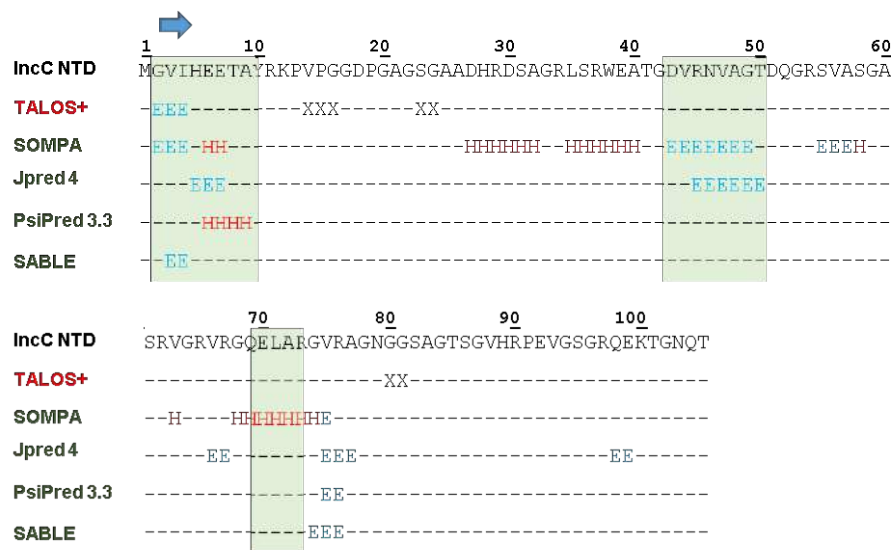 1 10 20 30 40 50 60
IncC NTD MGVIHEETAYRKPVPGGDPGAGSGAADHRDSAGRLSRWEATGDVRNVAGTDQGRSVASGA
TALOS+ -EEE---------XXX------XX------------------------------------
SOMPA -EEE-HH-------------------HHHHHH--HHHHHH--EEEEEEE-----EEEH--
Jpred 4 ----EEE-------------------------------------EEEEEE----------
PsiPred 3.3 -----HHHH---------------------------------------------------
SABLE --EE--------------------------------------------------------
70 80 90 100
IncC NTD SRVGRVRGQELARGVRAGNGGSAGTSGVHRPEVGSGRQEKTGNQT
TALOS+ -------------------XX------------------------
SOMPA --H----HHHHHHHE------------------------------
Jpred 4 -----EE-------EEE--------------------EE------
PsiPred 3.3 --------------EE-----------------------------
SABLE -------------EEE-----------------------------